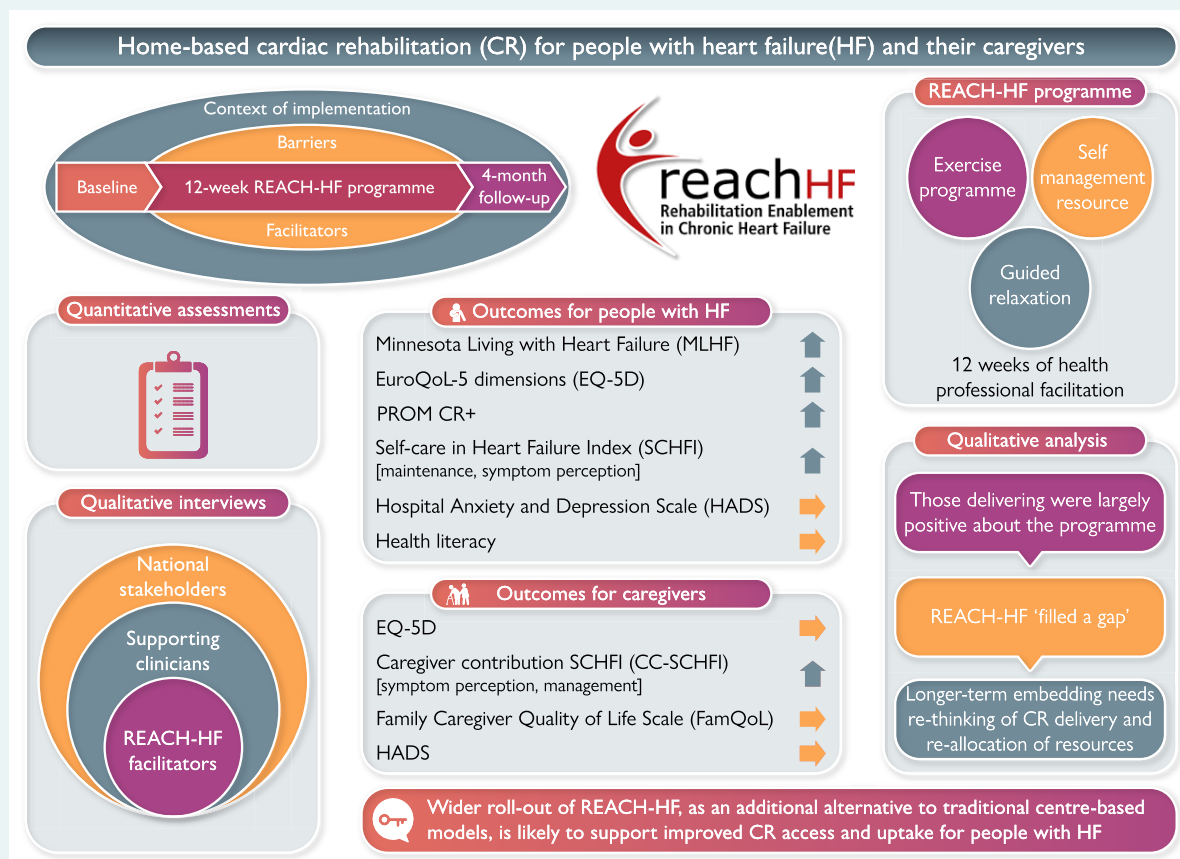 Home-based cardiac rehabilitation (CR) for people with heart failure(HF) and their caregivers
Context of implementation
Barriers
Baseline
12-week REACH-HF programme
4-month
follow-up
Facilitators
reachHF
Rehabilitation Enablement
in Chronic Heart Failure
REACH-HF programme
Exercise
programme
Self
management
resource
Guided
relaxation
12 weeks of health
professional facilitation
Quantitative assessments
Qualitative interviews
National
stakeholders
Supporting
clinicians
REACH-HF
facilitators
Outcomes for people with HF
Minnesota Living with Heart Failure (MLHF)
EuroQoL-5 dimensions (EQ-5D)
PROM CR+
Self-care in Heart Failure Index (SCHFI)
[maintenance, symptom perception]
Hospital Anxiety and Depression Scale (HADS)
Health literacy
Outcomes for caregivers
EQ-5D
Caregiver contribution SCHFI (CC-SCHFI)
[symptom perception, management]
Family Caregiver Quality of Life Scale (FamQoL)
HADS
Qualitative analysis
Those delivering were largely
positive about the programme
REACH-HF ‘filled a gap’
Longer-term embedding needs
re-thinking of CR delivery and
re-allocation of resources
Wider roll-out of REACH-HF, as an additional alternative to traditional centre-based
models, is likely to support improved CR access and uptake for people with HF